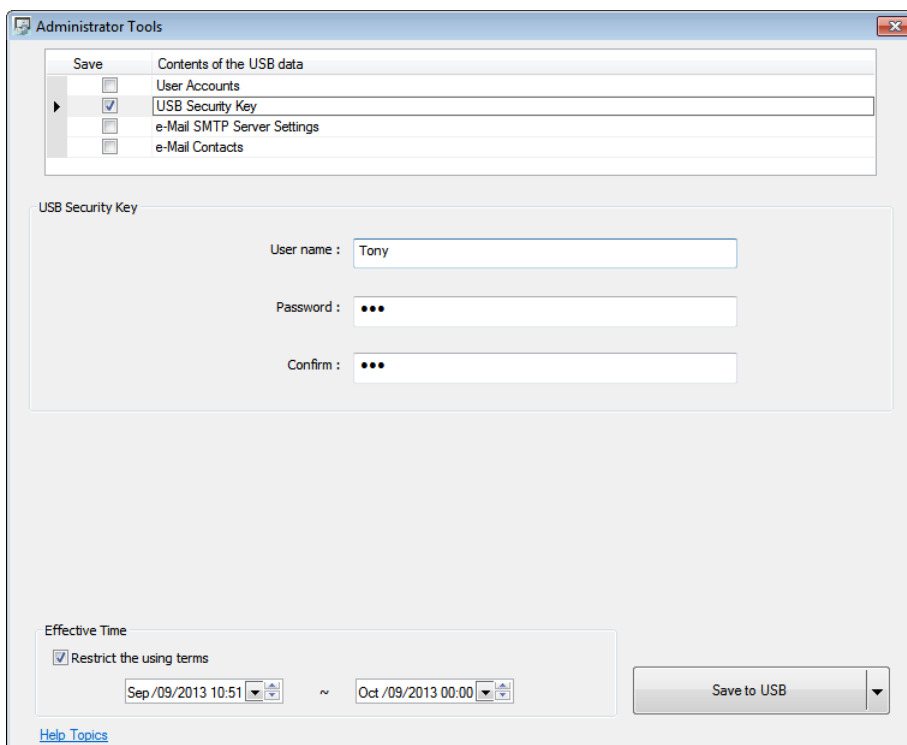 Administrator Tools
Save Contents of the USB data
User Accounts
USB Security Key
e-Mail SMTP Server Settings
e-Mail Contacts
USB Security Key
User name : Tony
Password : •••
Confirm : •••
Effective Time
Restrict the using terms
Sep /09/2013 10:51 ~ Oct /09/2013 00:00
Save to USB
Help Topics